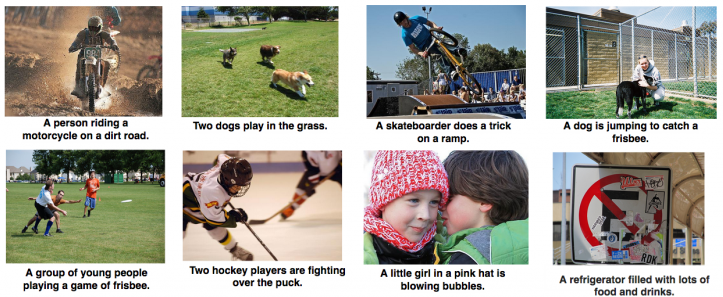 A person riding a
motorcycle on a dirt road.
Two dogs play in the grass.
A skateboarder does a trick
on a ramp.
A dog is jumping to catch a
frisbee.
A group of young people
playing a game of frisbee.
Two hockey players are fighting
over the puck.
A little girl in a pink hat is
blowing bubbles.
RDK
A refrigerator filled with lots of
food and drinks.